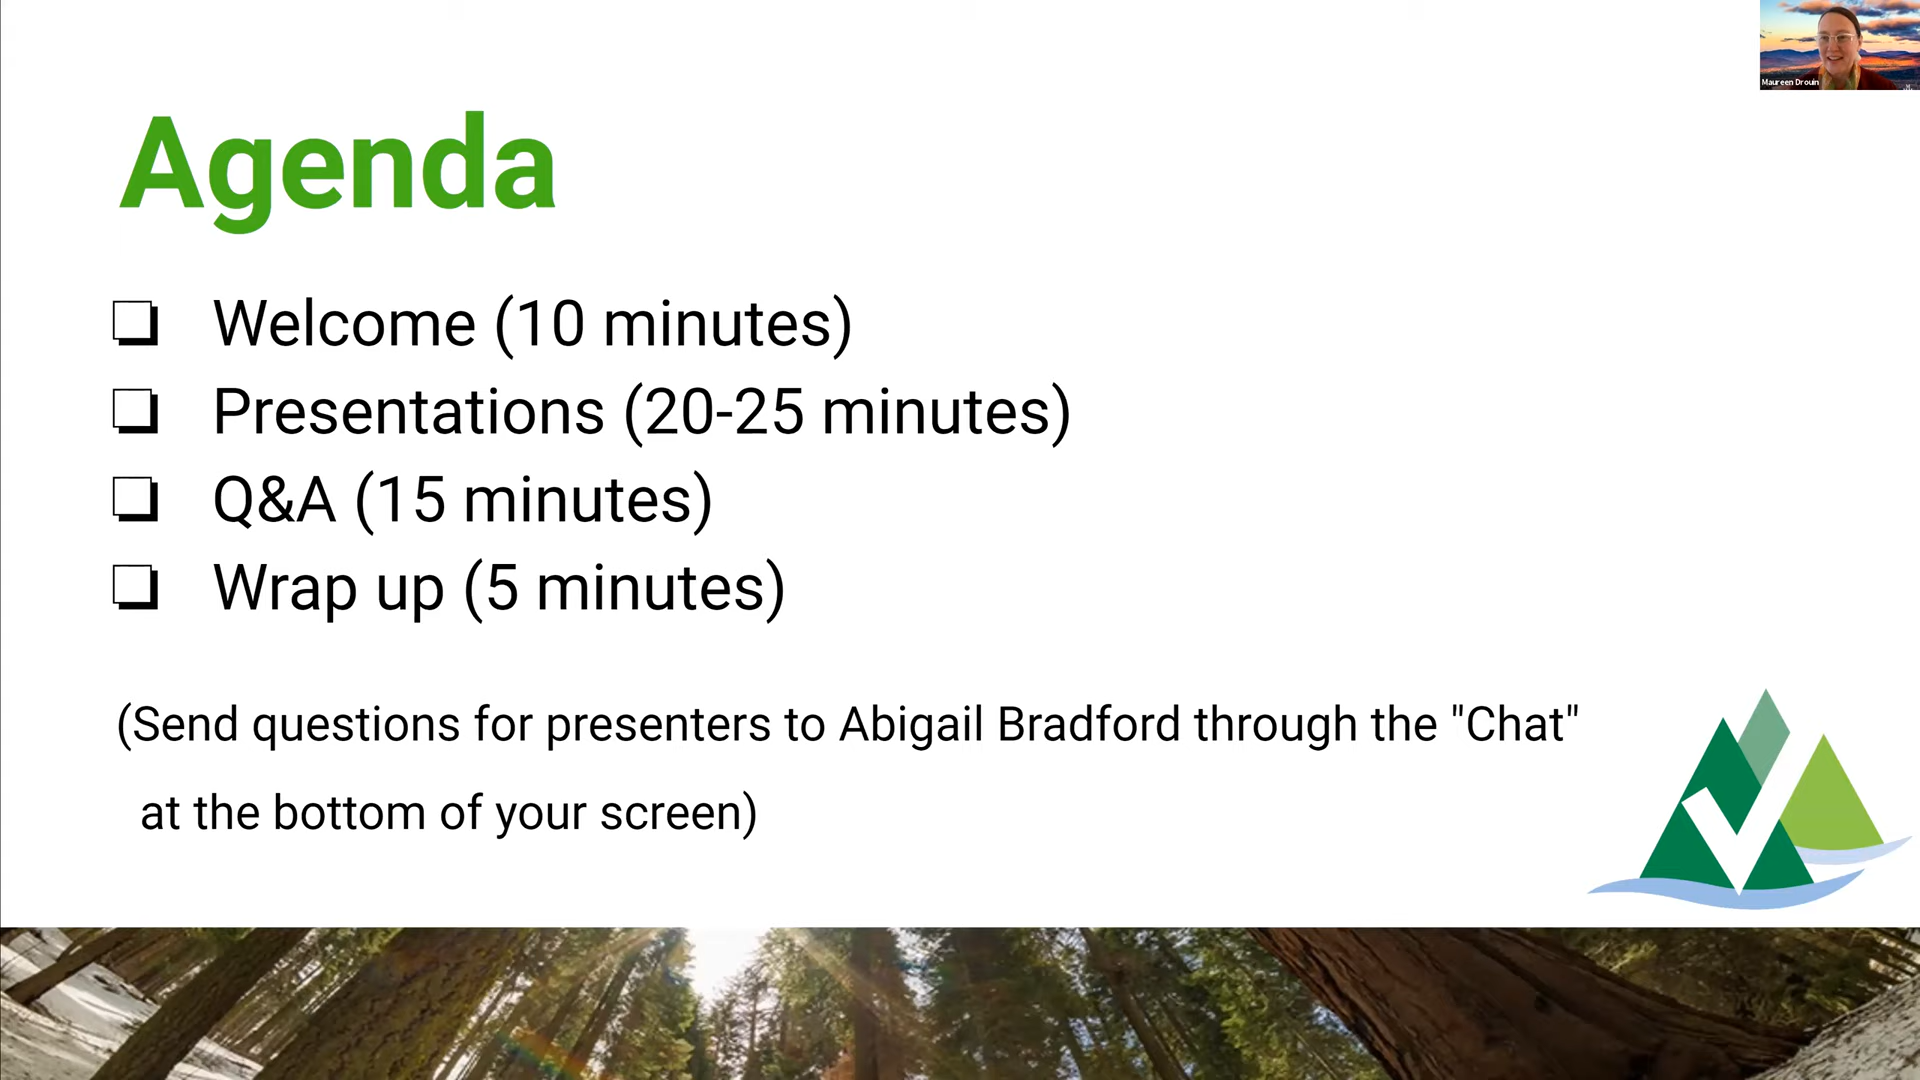 Maureen Drouin
Agenda
❏ Welcome (10 minutes)
❏ Presentations (20-25 minutes)
❏ Q&A (15 minutes)
❏ Wrap up (5 minutes)
(Send questions for presenters to Abigail Bradford through the "Chat"
at the bottom of your screen)